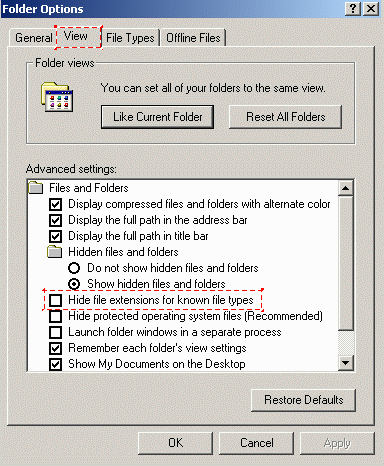 Folder Options
General View File Types Offline Files
Folder views
You can set all of your folders to the same view.
Like Current Folder Reset All Folders
Advanced settings:
Files and Folders
Display compressed files and folders with alternate color
Display the full path in the address bar
Display the full path in title bar
Hidden files and folders
Do not show hidden files and folders
Show hidden files and folders
Hide file extensions for known file types
Hide protected operating system files (Recommended)
Launch folder windows in a separate process
Remember each folder's view settings
Show My Documents on the Desktop
Restore Defaults
OK Cancel Apply